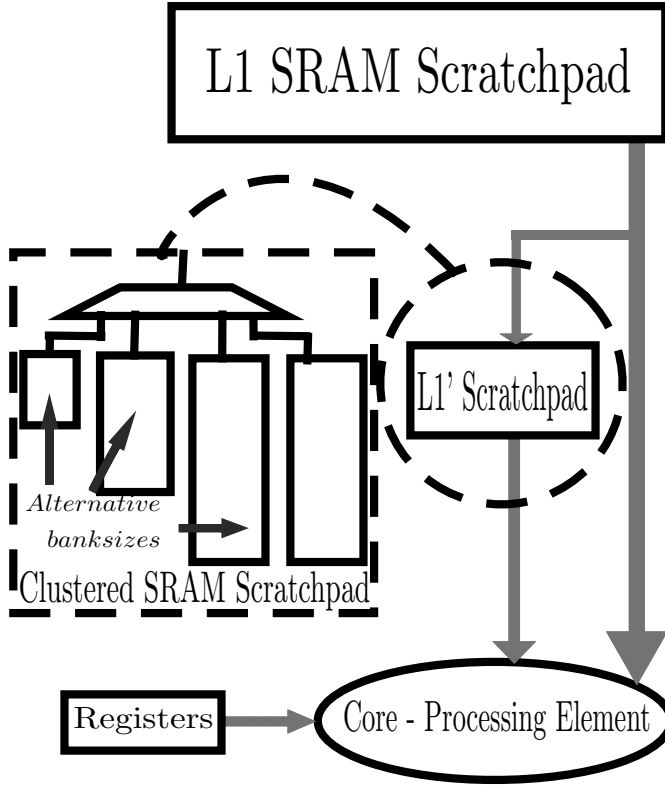 L1 SRAM Scratchpad
L1' Scratchpad
Alternative
banksizes
Clustered SRAM Scratchpad
Registers
Core - Processing Element